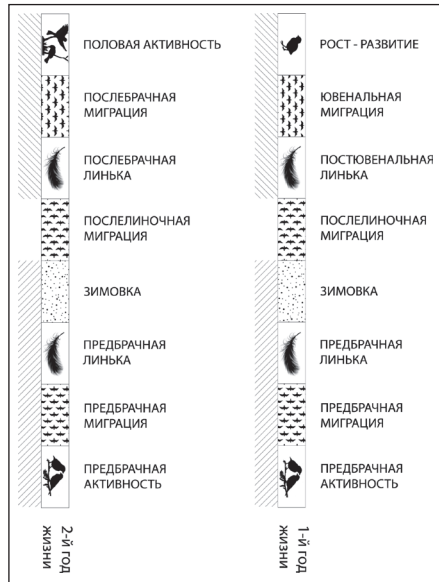 ПОЛОВАЯ АКТИВНОСТЬ
ПОСЛЕБРАЧНАЯ
МИГРАЦИЯ
ПОСЛЕБРАЧНАЯ
ЛИНЬКА
ПОСЛЕЛИНОЧНАЯ
МИГРАЦИЯ
ЗИМОВКА
ПРЕДБРАЧНАЯ
ЛИНЬКА
ПРЕДБРАЧНАЯ
МИГРАЦИЯ
ПРЕДБРАЧНАЯ
АКТИВНОСТЬ
2-й год
жизни
РОСТ - РАЗВИТИЕ
ЮВЕНАЛЬНАЯ
МИГРАЦИЯ
ПОСТЮВЕНАЛЬНАЯ
ЛИНЬКА
ПОСЛЕЛИНОЧНАЯ
МИГРАЦИЯ
ЗИМОВКА
ПРЕДБРАЧНАЯ
ЛИНЬКА
ПРЕДБРАЧНАЯ
МИГРАЦИЯ
ПРЕДБРАЧНАЯ
АКТИВНОСТЬ
1-й год
жизни